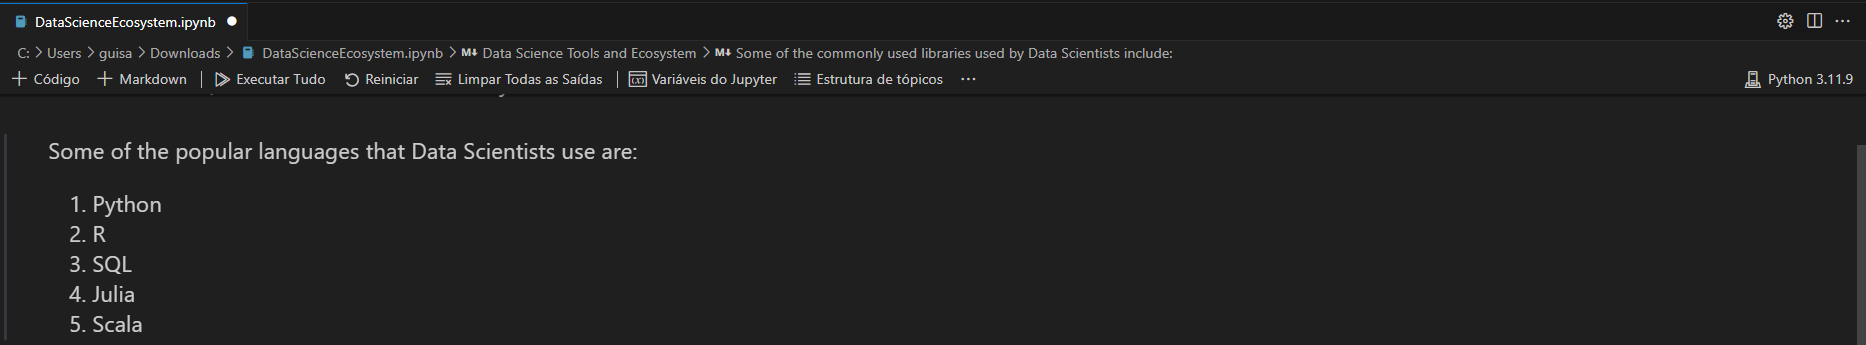 DataScienceEcosystem.ipynb
C: > Users > guisa > Downloads > DataScienceEcosystem.ipynb > M↓ Data Science Tools and Ecosystem > M↓ Some of the commonly used libraries used by Data Scientists include:
+ Código + Markdown | Executar Tudo Reiniciar Limpar Todas as Saídas | Variáveis do Jupyter Estrutura de tópicos ... Python 3.11.9
Some of the popular languages that Data Scientists use are:
1. Python
2. R
3. SQL
4. Julia
5. Scala